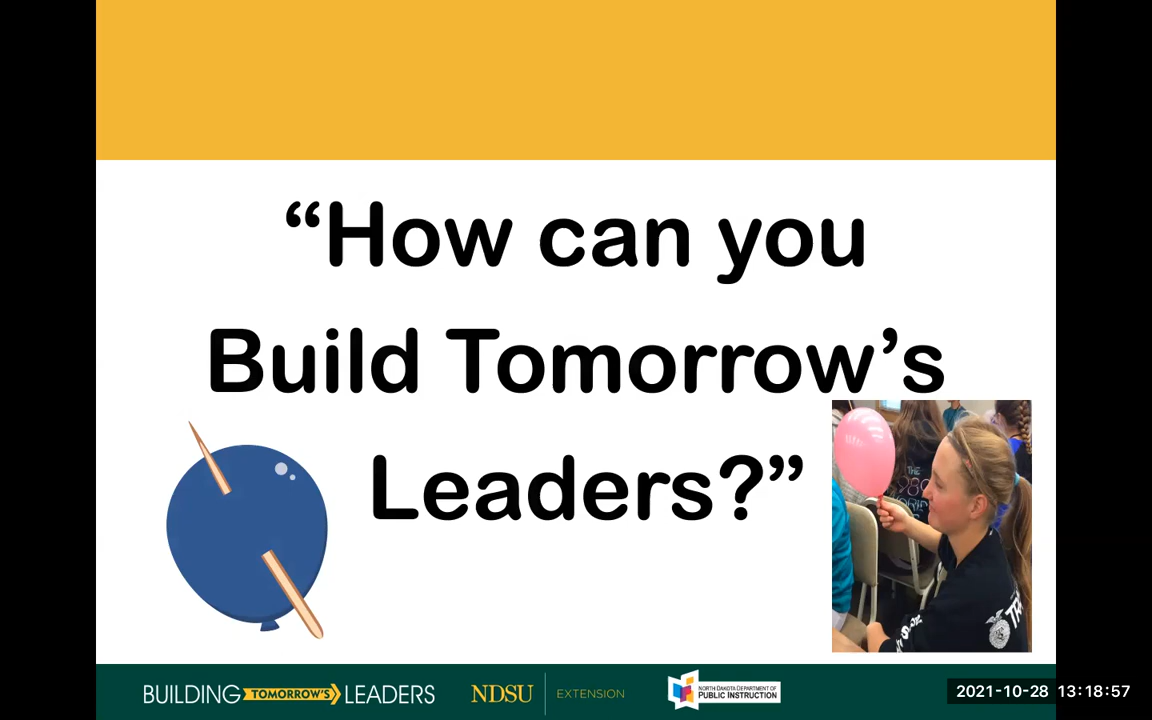 “How can you
Build Tomorrow’s
Leaders?”
THE
BUILDING TOMORROW'S LEADERS
NDSU EXTENSION
NORTH DAKOTA DEPARTMENT OF
PUBLIC INSTRUCTION
2021-10-28 13:18:57